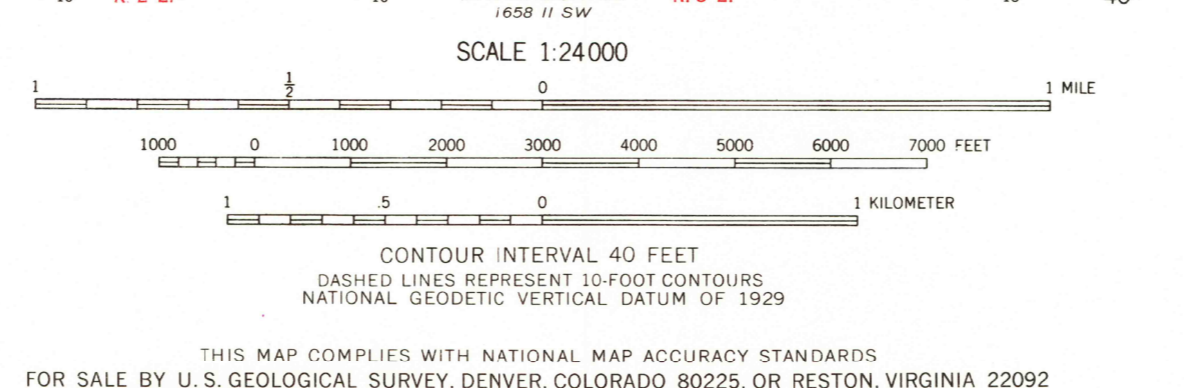 1658 II SW
SCALE 1:24 000
1 1/2 0 1 MILE
1000 0 1000 2000 3000 4000 5000 6000 7000 FEET
1 .5 0 1 KILOMETER
CONTOUR INTERVAL 40 FEET
DASHED LINES REPRESENT 10-FOOT CONTOURS
NATIONAL GEODETIC VERTICAL DATUM OF 1929
THIS MAP COMPLIES WITH NATIONAL MAP ACCURACY STANDARDS
FOR SALE BY U. S. GEOLOGICAL SURVEY, DENVER, COLORADO 80225, OR RESTON, VIRGINIA 22092